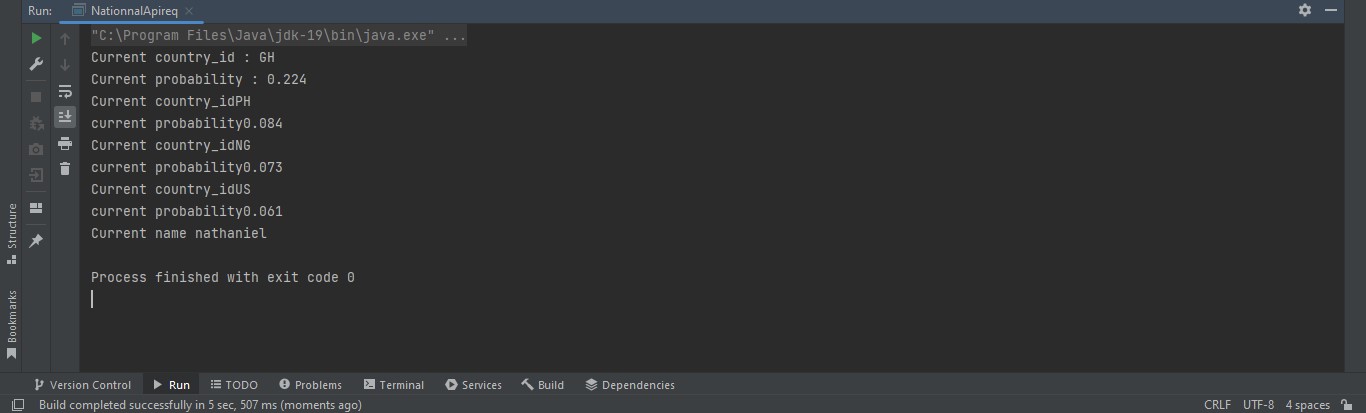 Run: NationnalApireq
"C:\Program Files\Java\jdk-19\bin\java.exe" ...
Current country_id : GH
Current probability : 0.224
Current country_idPH
current probability0.084
Current country_idNG
current probability0.073
Current country_idUS
current probability0.061
Current name nathaniel
Process finished with exit code 0
Structure
Bookmarks
Version Control Run TODO Problems Terminal Services Build Dependencies
Build completed successfully in 5 sec, 507 ms (moments ago) CRLF UTF-8 4 spaces